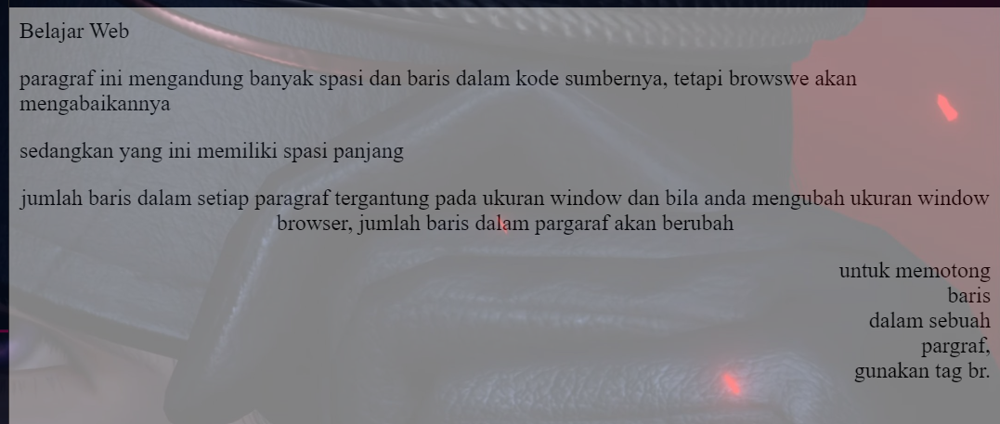 Belajar Web
paragraf ini mengandung banyak spasi dan baris dalam kode sumbernya, tetapi browswe akan
mengabaikannya
sedangkan yang ini memiliki spasi panjang
jumlah baris dalam setiap paragraf tergantung pada ukuran window dan bila anda mengubah ukuran window
browser, jumlah baris dalam pargaraf akan berubah
untuk memotong
baris
dalam sebuah
pargraf,
gunakan tag br.